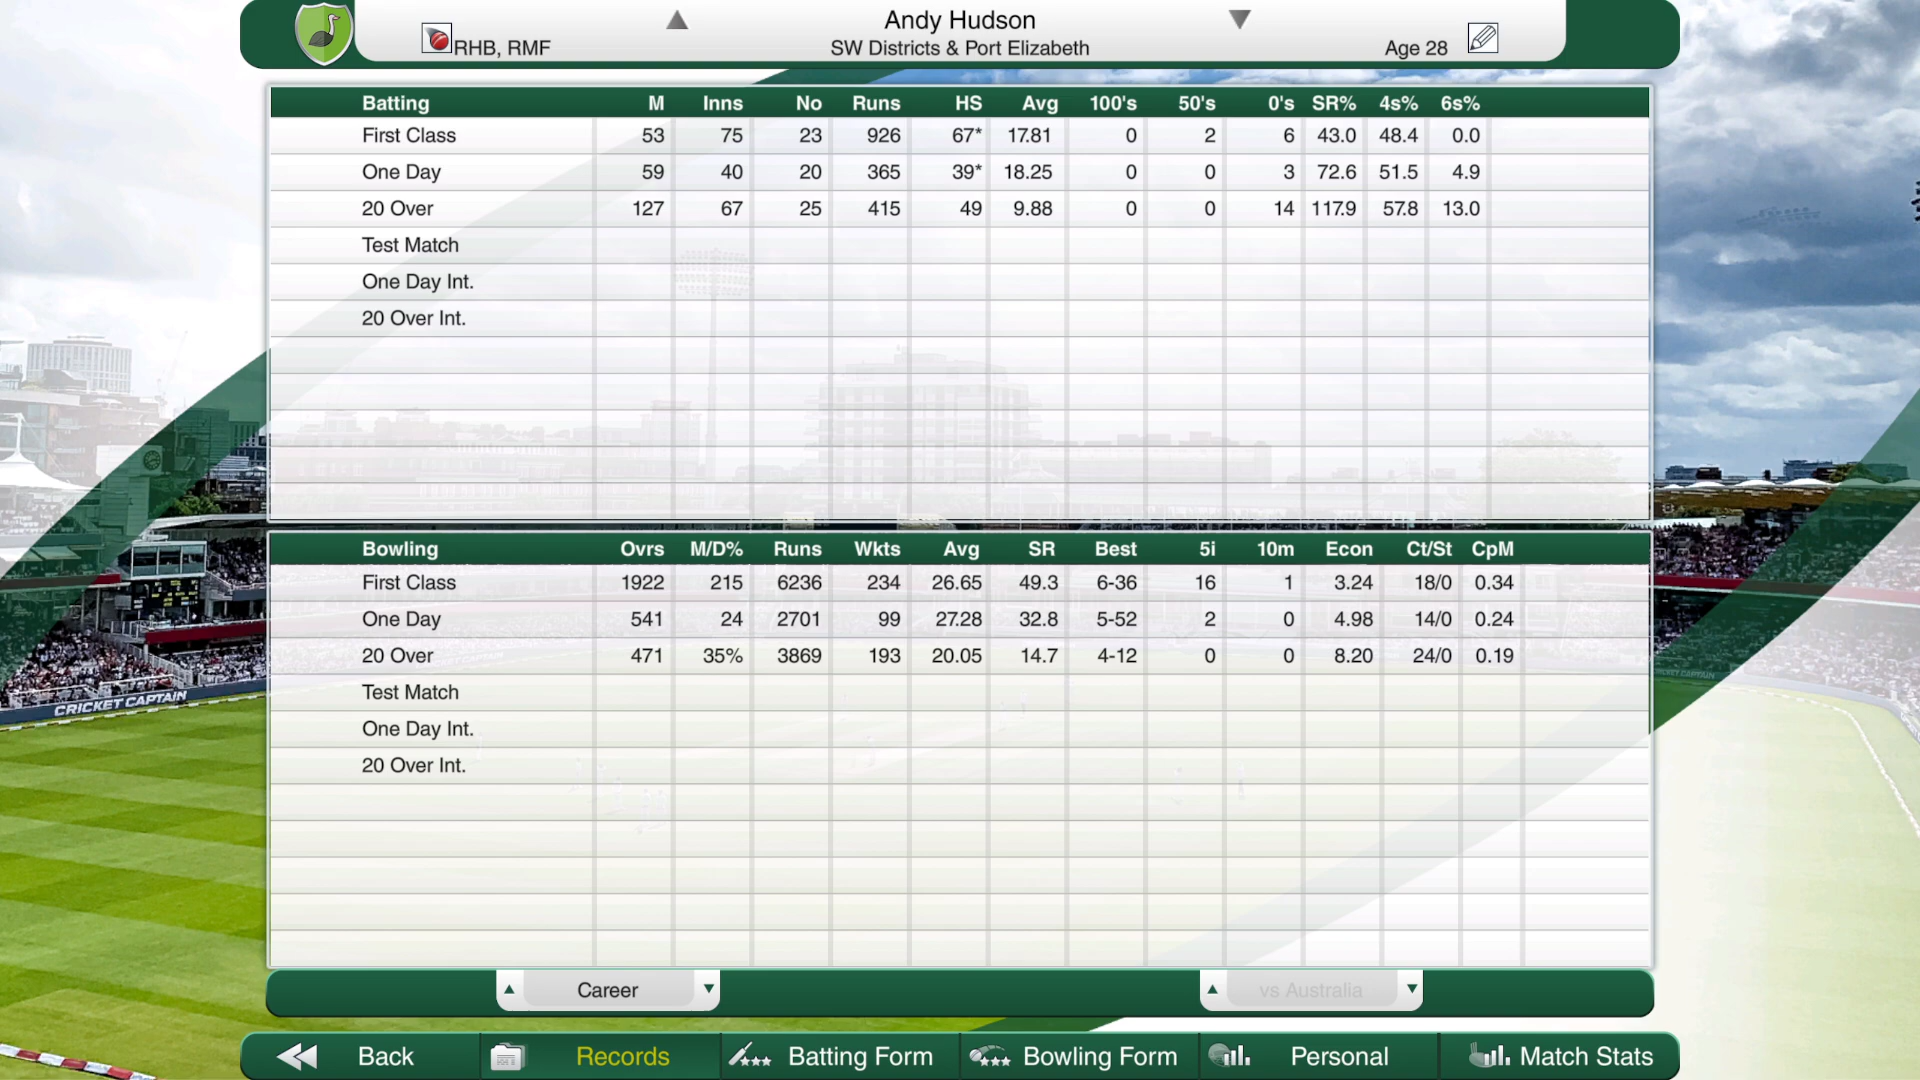 Andy Hudson
RHB, RMF
SW Districts & Port Elizabeth
Age 28
Batting M Inns No Runs HS Avg 100's 50's 0's SR% 4s% 6s%
First Class 53 75 23 926 67* 17.81 0 2 6 43.0 48.4 0.0
One Day 59 40 20 365 39* 18.25 0 0 3 72.6 51.5 4.9
20 Over 127 67 25 415 49 9.88 0 0 14 117.9 57.8 13.0
Test Match
One Day Int.
20 Over Int.
Bowling Ovrs M/D% Runs Wkts Avg SR Best 5i 10m Econ Ct/St CpM
First Class 1922 215 6236 234 26.65 49.3 6-36 16 1 3.24 18/0 0.34
One Day 541 24 2701 99 27.28 32.8 5-52 2 0 4.98 14/0 0.24
20 Over 471 35% 3869 193 20.05 14.7 4-12 0 0 8.20 24/0 0.19
Test Match
One Day Int.
20 Over Int.
CRICKET CAPTAIN
Career
vs Australia
Back
Records
Batting Form
Bowling Form
Personal
Match Stats